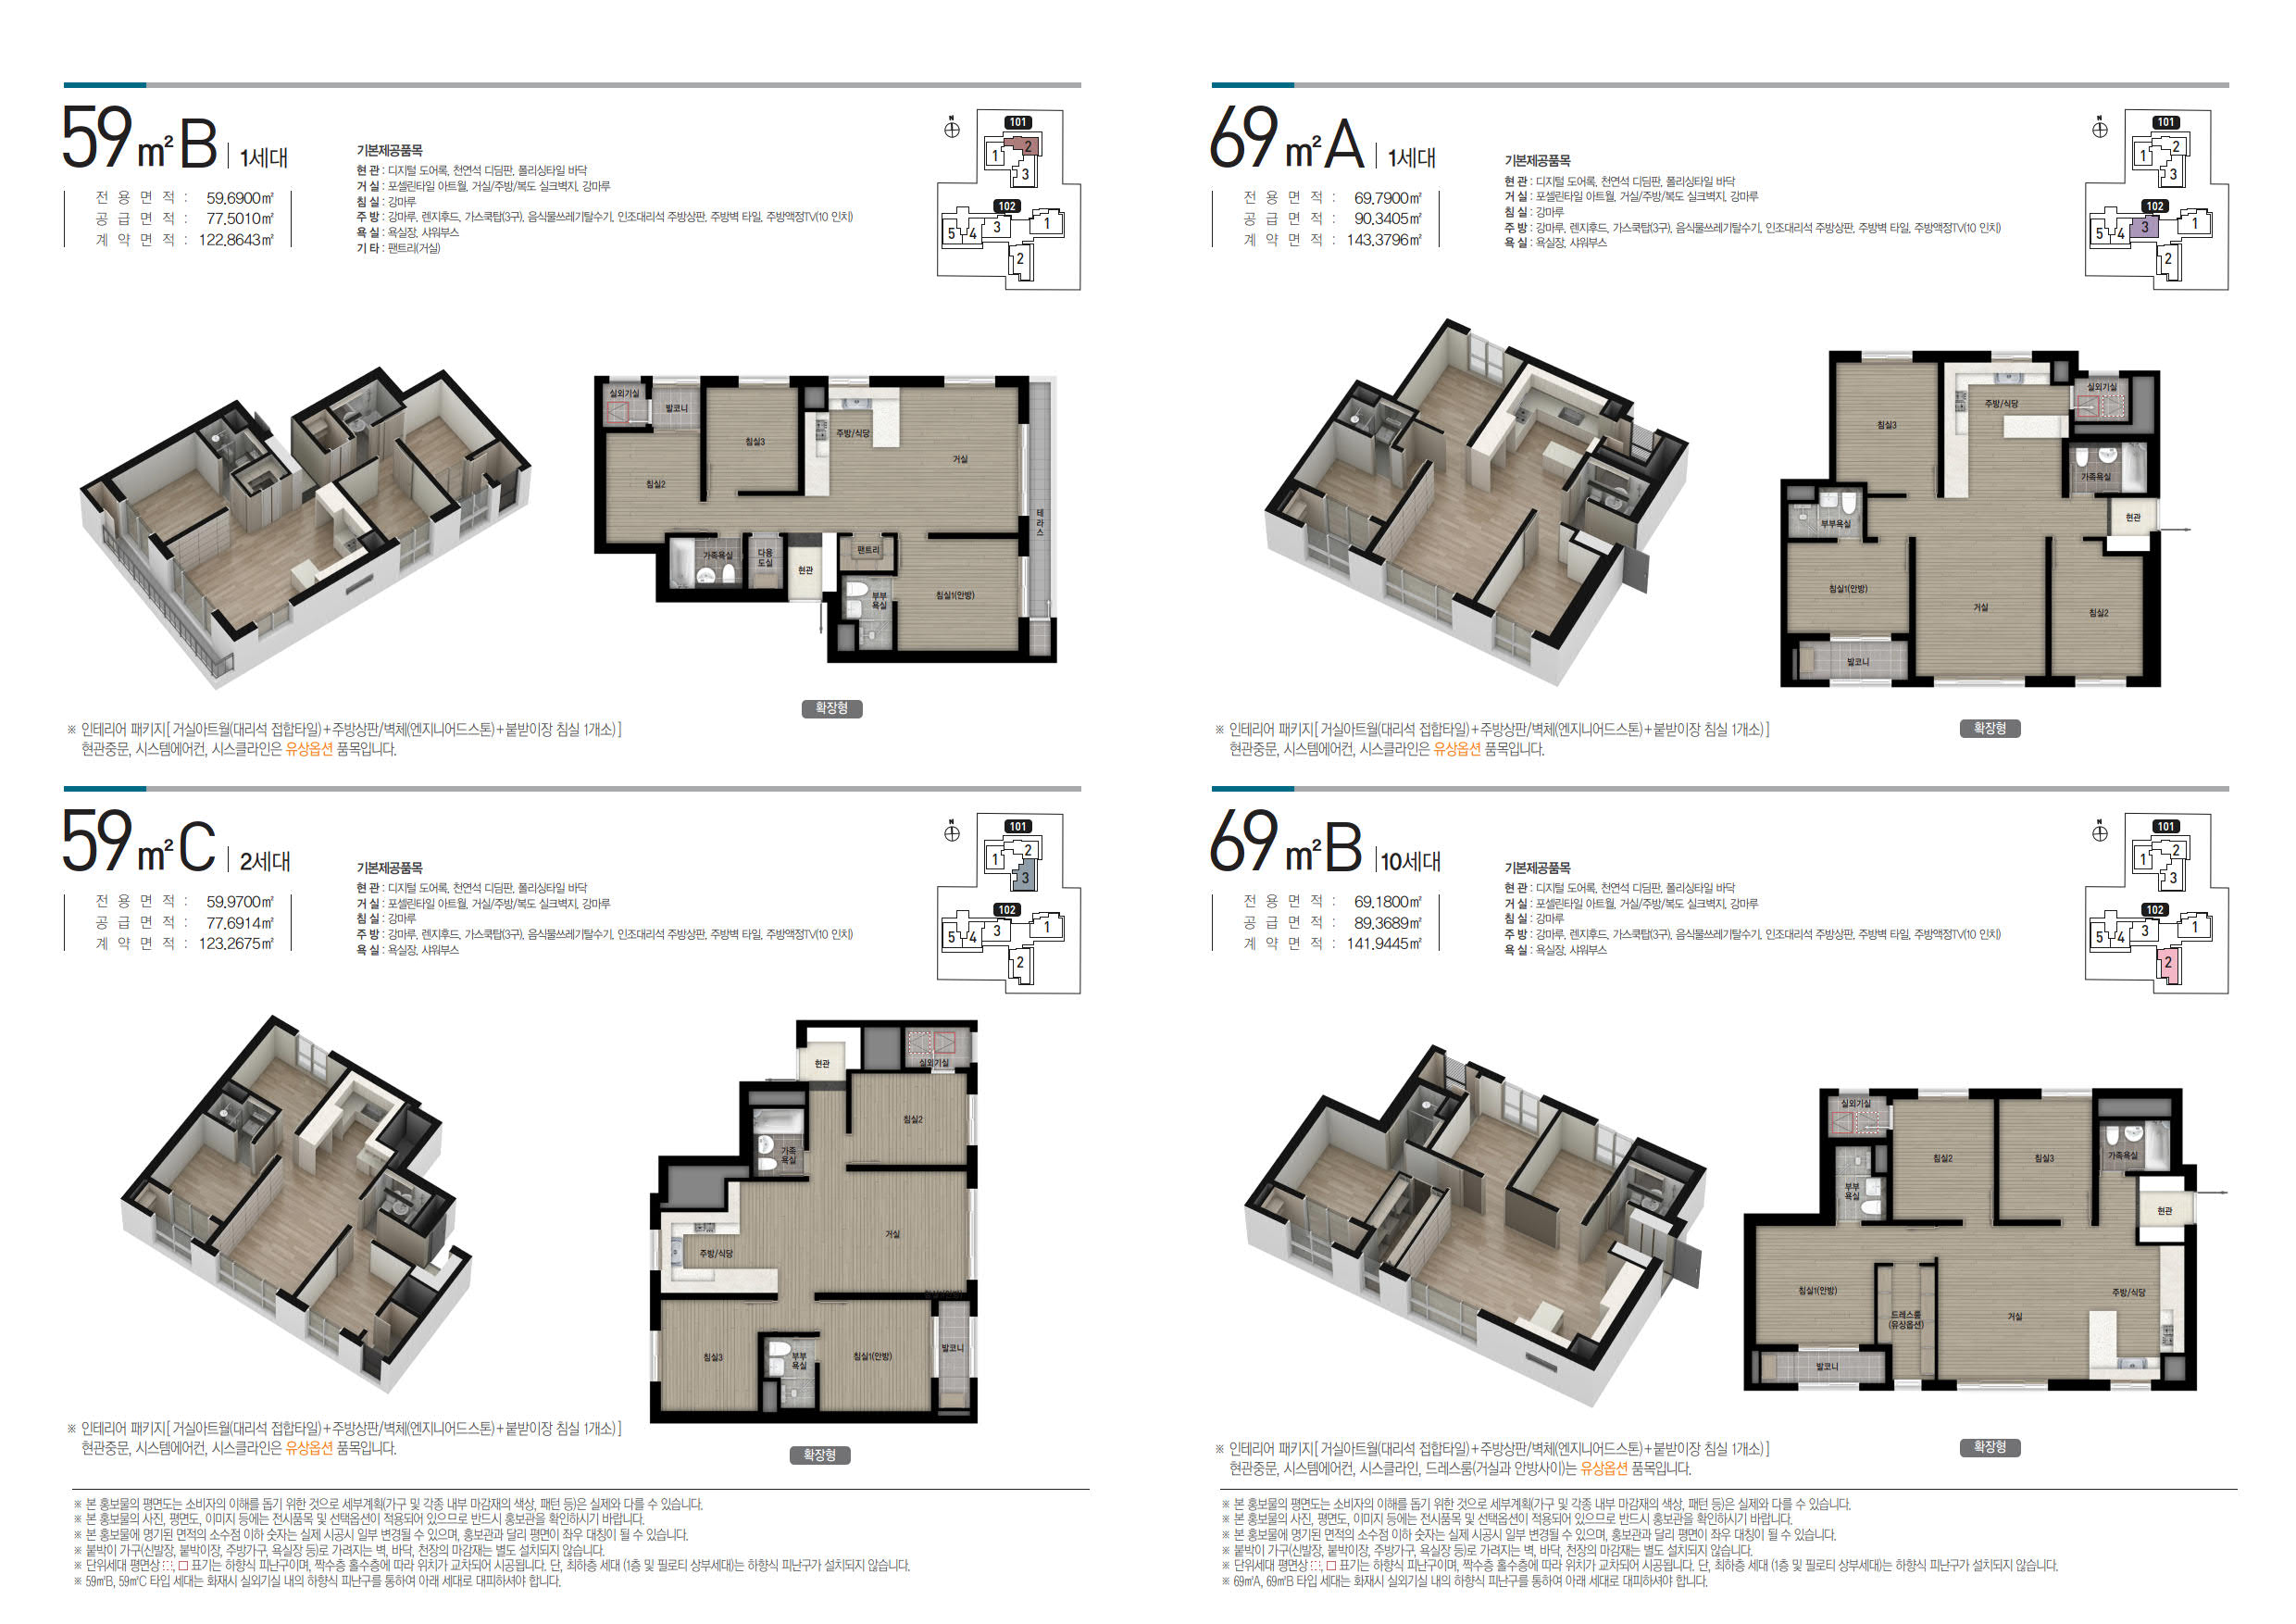 59m²B | 1세대
전용면적 : 59.6900㎡
공급면적 : 77.5010㎡
계약면적 : 122.8643㎡
기본제공품목
현관 : 디지털 도어록, 천연석 디딤판, 폴리싱타일 바닥
거실 : 포셀린타일 아트월, 거실/주방/복도 실크벽지, 강마루
침실 : 강마루
주방 : 강마루, 렌지후드, 가스쿡탑(3구), 음식물쓰레기탈수기, 인조대리석 주방상판, 주방벽 타일, 주방액정TV(10 인치)
욕실 : 욕실장, 샤워부스
기타 : 팬트리(거실)
N
101
1
2
3
102
5
4
3
1
2
실외기실
발코니
침실3
주방/식당
거실
침실2
테라스
가족욕실
다용
도실
현관
팬트리
부부
욕실
침실1(안방)
확장형
※ 인테리어 패키지[ 거실아트월(대리석 접합타일)+주방상판/벽체(엔지니어드스톤)+붙받이장 침실 1개소) ]
현관중문, 시스템에어컨, 시스클라인은 유상옵션 품목입니다.
59m²C | 2세대
전용면적 : 59.9700㎡
공급면적 : 77.6914㎡
계약면적 : 123.2675㎡
기본제공품목
현관 : 디지털 도어록, 천연석 디딤판, 폴리싱타일 바닥
거실 : 포셀린타일 아트월, 거실/주방/복도 실크벽지, 강마루
침실 : 강마루
주방 : 강마루, 렌지후드, 가스쿡탑(3구), 음식물쓰레기탈수기, 인조대리석 주방상판, 주방벽 타일, 주방액정TV(10 인치)
욕실 : 욕실장, 샤워부스
N
101
1
2
3
102
5
4
3
1
2
현관
실외기실
침실2
가족
욕실
거실
주방/식당
침실3
부부
욕실
침실1(안방)
발코니
확장형
※ 인테리어 패키지[ 거실아트월(대리석 접합타일)+주방상판/벽체(엔지니어드스톤)+붙받이장 침실 1개소) ]
현관중문, 시스템에어컨, 시스클라인은 유상옵션 품목입니다.
※ 본 홍보물의 평면도는 소비자의 이해를 돕기 위한 것으로 세부계획(가구 및 각종 내부 마감재의 색상, 패턴 등)은 실제와 다를 수 있습니다.
※ 본 홍보물의 사진, 평면도, 이미지 등에는 전시품목 및 선택옵션이 적용되어 있으므로 반드시 홍보관을 확인하시기 바랍니다.
※ 본 홍보물에 명기된 면적의 소수점 이하 숫자는 실제 시공시 일부 변경될 수 있으며, 홍보관과 달리 평면이 좌우 대칭이 될 수 있습니다.
※ 붙박이 가구(신발장, 붙박이장, 주방가구, 욕실장 등)로 가려지는 벽, 바닥, 천장의 마감재는 별도 설치되지 않습니다.
※ 단위세대 평면상 ⬚, □ 표기는 하향식 피난구이며, 짝수층 홀수층에 따라 위치가 교차되어 시공됩니다. 단, 최하층 세대 (1층 및 필로티 상부세대)는 하향식 피난구가 설치되지 않습니다.
※ 59㎡B, 59㎡C 타입 세대는 화재시 실외기실 내의 하향식 피난구를 통하여 아래 세대로 대피하셔야 합니다.
69m²A | 1세대
전용면적 : 69.7900㎡
공급면적 : 90.3405㎡
계약면적 : 143.3796㎡
기본제공품목
현관 : 디지털 도어록, 천연석 디딤판, 폴리싱타일 바닥
거실 : 포셀린타일 아트월, 거실/주방/복도 실크벽지, 강마루
침실 : 강마루
주방 : 강마루, 렌지후드, 가스쿡탑(3구), 음식물쓰레기탈수기, 인조대리석 주방상판, 주방벽 타일, 주방액정TV(10 인치)
욕실 : 욕실장, 샤워부스
N
101
1
2
3
102
5
4
3
1
2
실외기실
주방/식당
침실3
가족욕실
부부욕실
현관
침실1(안방)
거실
침실2
발코니
확장형
※ 인테리어 패키지[ 거실아트월(대리석 접합타일)+주방상판/벽체(엔지니어드스톤)+붙받이장 침실 1개소) ]
현관중문, 시스템에어컨, 시스클라인은 유상옵션 품목입니다.
69m²B | 10세대
전용면적 : 69.1800㎡
공급면적 : 89.3689㎡
계약면적 : 141.9445㎡
기본제공품목
현관 : 디지털 도어록, 천연석 디딤판, 폴리싱타일 바닥
거실 : 포셀린타일 아트월, 거실/주방/복도 실크벽지, 강마루
침실 : 강마루
주방 : 강마루, 렌지후드, 가스쿡탑(3구), 음식물쓰레기탈수기, 인조대리석 주방상판, 주방벽 타일, 주방액정TV(10 인치)
욕실 : 욕실장, 샤워부스
N
101
1
2
3
102
5
4
3
1
2
실외기실
침실2
침실3
가족욕실
부부
욕실
현관
침실1(안방)
주방/식당
드레스룸
(유상옵션)
거실
발코니
확장형
※ 인테리어 패키지[ 거실아트월(대리석 접합타일)+주방상판/벽체(엔지니어드스톤)+붙받이장 침실 1개소) ]
현관중문, 시스템에어컨, 시스클라인, 드레스룸(거실과 안방사이)는 유상옵션 품목입니다.
※ 본 홍보물의 평면도는 소비자의 이해를 돕기 위한 것으로 세부계획(가구 및 각종 내부 마감재의 색상, 패턴 등)은 실제와 다를 수 있습니다.
※ 본 홍보물의 사진, 평면도, 이미지 등에는 전시품목 및 선택옵션이 적용되어 있으므로 반드시 홍보관을 확인하시기 바랍니다.
※ 본 홍보물에 명기된 면적의 소수점 이하 숫자는 실제 시공시 일부 변경될 수 있으며, 홍보관과 달리 평면이 좌우 대칭이 될 수 있습니다.
※ 붙박이 가구(신발장, 붙박이장, 주방가구, 욕실장 등)로 가려지는 벽, 바닥, 천장의 마감재는 별도 설치되지 않습니다.
※ 단위세대 평면상 ⬚, □ 표기는 하향식 피난구이며, 짝수층 홀수층에 따라 위치가 교차되어 시공됩니다. 단, 최하층 세대 (1층 및 필로티 상부세대)는 하향식 피난구가 설치되지 않습니다.
※ 69㎡A, 69㎡B 타입 세대는 화재시 실외기실 내의 하향식 피난구를 통하여 아래 세대로 대피하셔야 합니다.